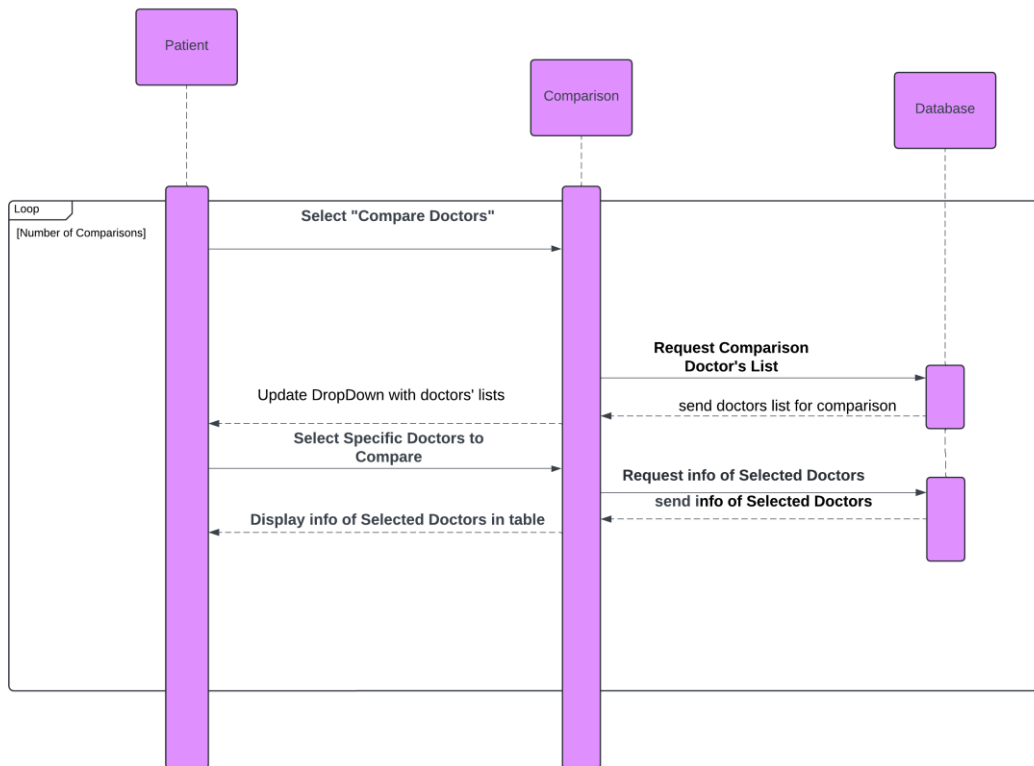 Patient
Comparison
Database
Loop
[Number of Comparisons]
Select "Compare Doctors"
Request Comparison
Doctor's List
Update DropDown with doctors' lists
send doctors list for comparison
Select Specific Doctors to
Compare
Request info of Selected Doctors
send info of Selected Doctors
Display info of Selected Doctors in table